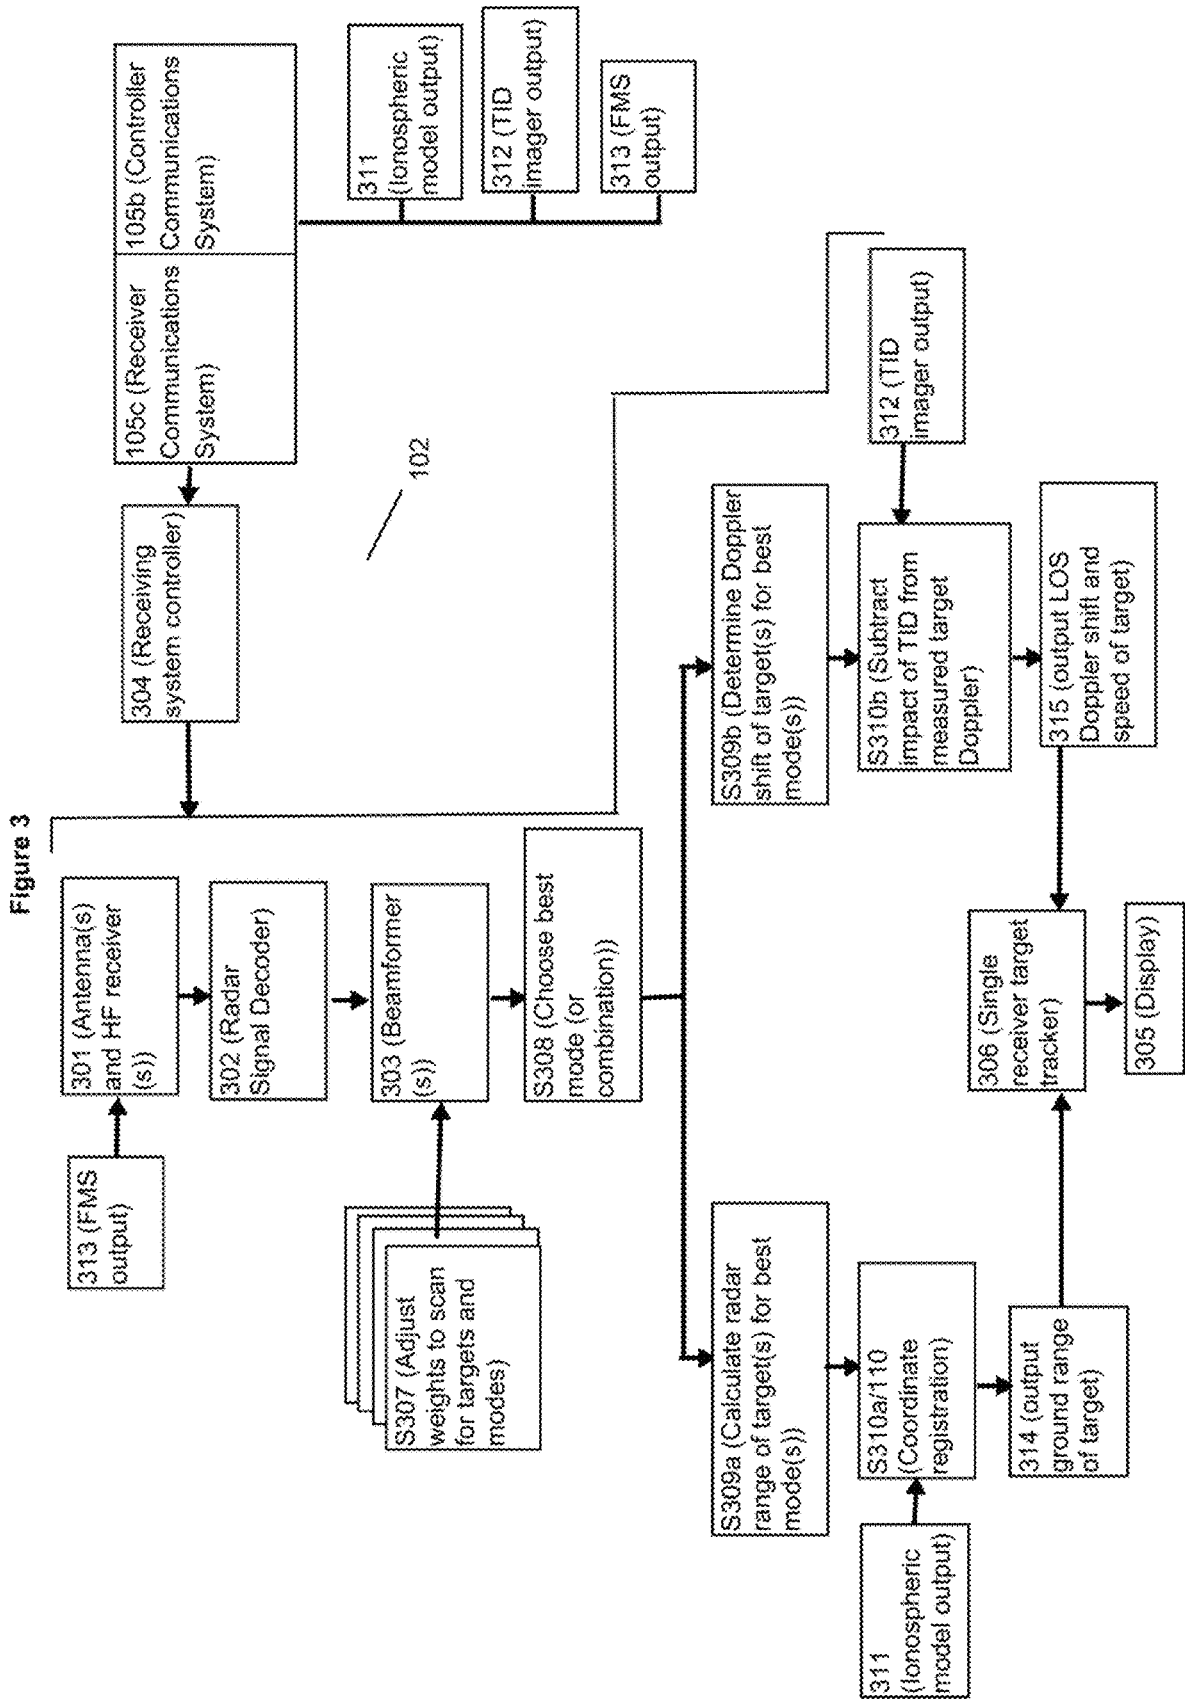 Figure 3
313 (FMS
output)
301 (Antenna(s)
and HF receiver
(s))
304 (Receiving
system controller)
105c (Receiver
Communications
System)
105b (Controller
Communications
System)
302 (Radar
Signal Decoder)
102
311
(Ionospheric
model output)
S307 (Adjust
weights to scan
for targets and
modes)
303 (Beamformer
(s))
312 (TID
imager output)
S308 (Choose best
mode (or
combination))
313 (FMS
output)
S309a (Calculate radar
range of target(s) for best
mode(s))
S309b (Determine Doppler
shift of target(s) for best
mode(s))
311
(Ionospheric
model output)
S310a/110
(Coordinate
registration)
S310b (Subtract
impact of TID from
measured target
Doppler)
312 (TID
imager output)
314 (output
ground range
of target)
306 (Single
receiver target
tracker)
315 (output LOS
Doppler shift and
speed of target)
305 (Display)